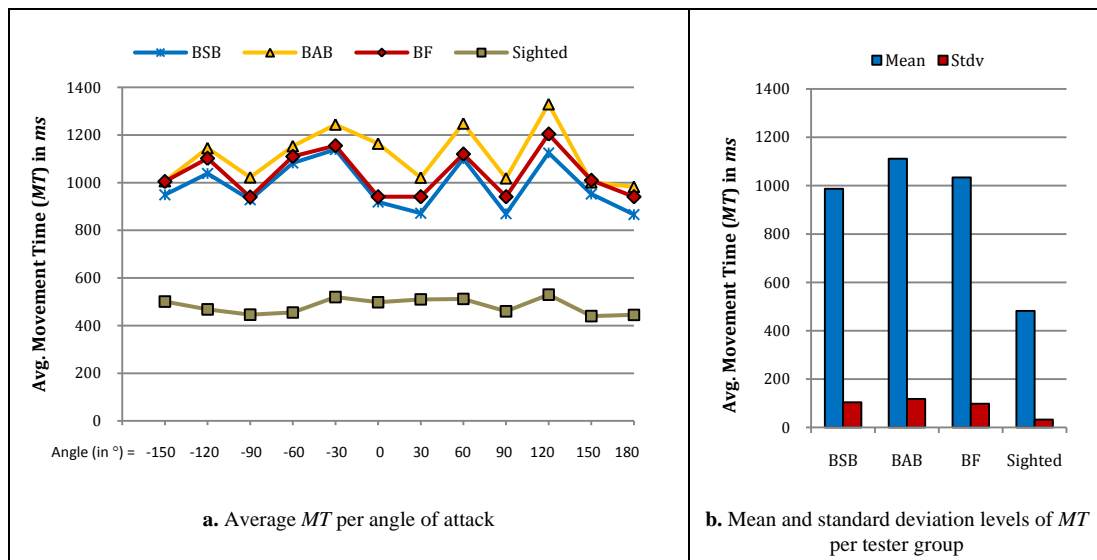 BSB BAB BF Sighted
Avg. Movement Time (MT) in ms
1400
1200
1000
800
600
400
200
0
Angle (in °) = -150 -120 -90 -60 -30 0 30 60 90 120 150 180
a. Average MT per angle of attack
Mean Stdv
Avg. Movement Time (MT) in ms
1400
1200
1000
800
600
400
200
0
BSB BAB BF Sighted
b. Mean and standard deviation levels of MT
per tester group